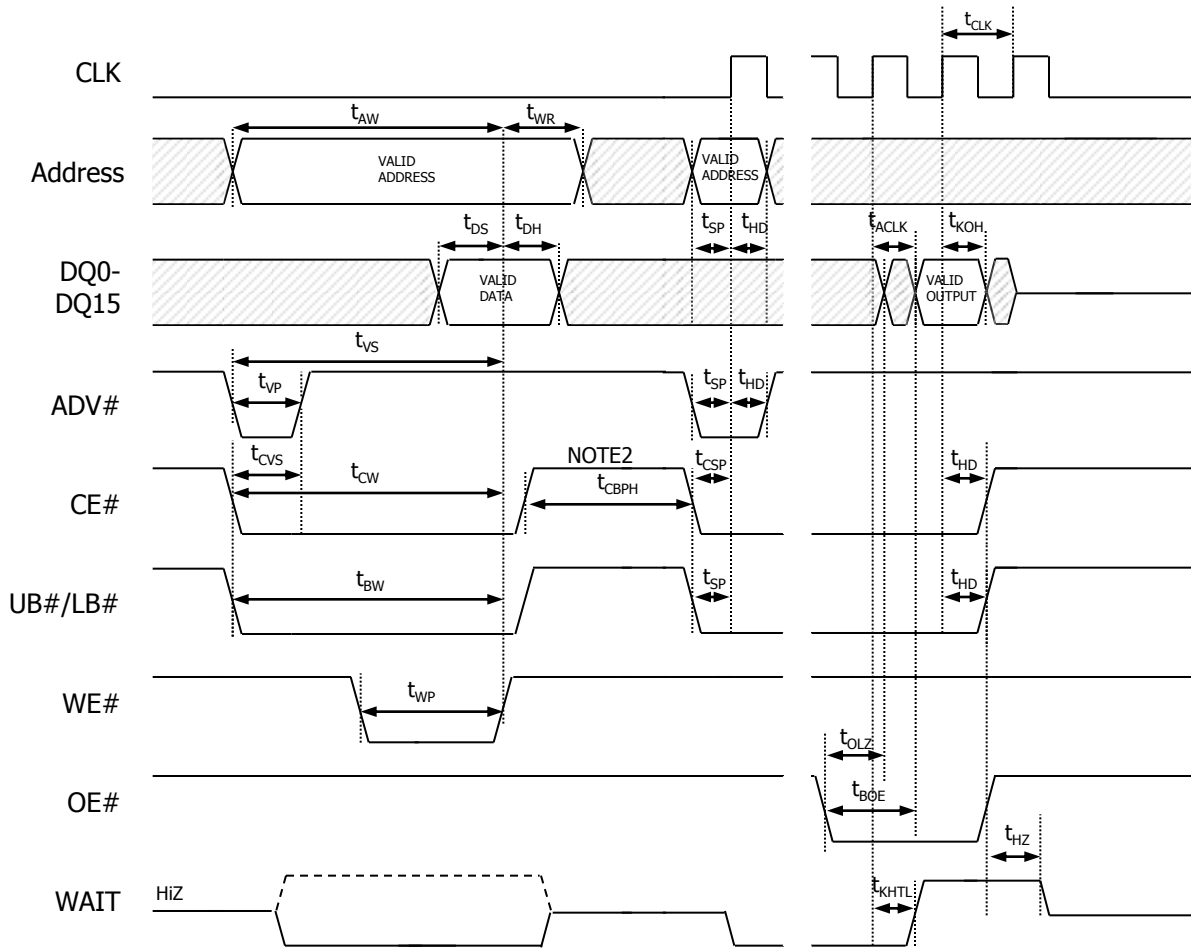 tCLK
CLK
tAW
tWR
Address
VALID
ADDRESS
VALID
ADDRESS
tDS
tDH
tSP
tHD
tACLK
tKOH
DQ0-
DQ15
VALID
DATA
VALID
OUTPUT
tVS
ADV#
tVP
tSP
tHD
tCVS
CE#
tCW
NOTE2
tCBPH
tCSP
tHD
UB#/LB#
tBW
tSP
tHD
WE#
tWP
OE#
tOLZ
tBOE
tHZ
WAIT
HiZ
tKHTL